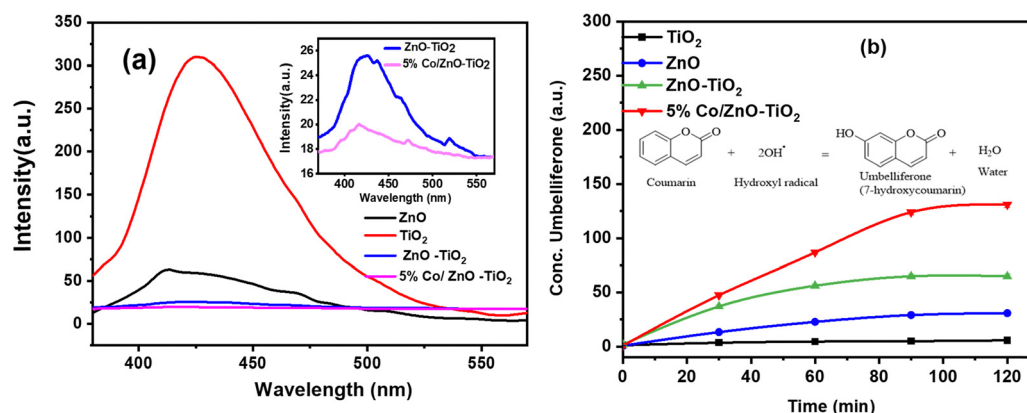 (a)
350
300
250
200
150
100
50
0
Intensity(a.u.)
400
450
500
550
Wavelength (nm)
ZnO
TiO2
ZnO -TiO2
5% Co/ ZnO -TiO2
28
26
24
22
20
18
16
Intensity(a.u.)
400
450
500
550
Wavelength (nm)
ZnO-TiO2
5% Co/ZnO-TiO2
(b)
300
250
200
150
100
50
0
Conc. Umbelliferone (a.u.)
0
20
40
60
80
100
120
Time (min)
TiO2
ZnO
ZnO-TiO2
5% Co/ZnO-TiO2
O
O
+
2OH•
=
HO
O
O
+
H2O
Coumarin
Hydroxyl radical
Umbelliferone
(7-hydroxycoumarin)
Water